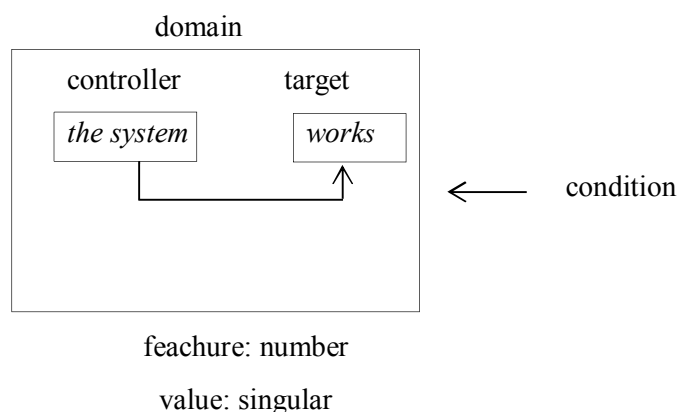 domain
controller target
the system works
condition
feachure: number
value: singular